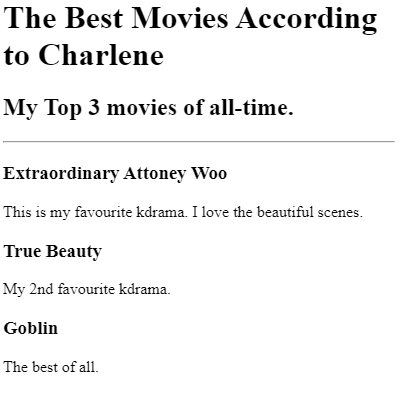 The Best Movies According
to Charlene
My Top 3 movies of all-time.
Extraordinary Attoney Woo
This is my favourite kdrama. I love the beautiful scenes.
True Beauty
My 2nd favourite kdrama.
Goblin
The best of all.